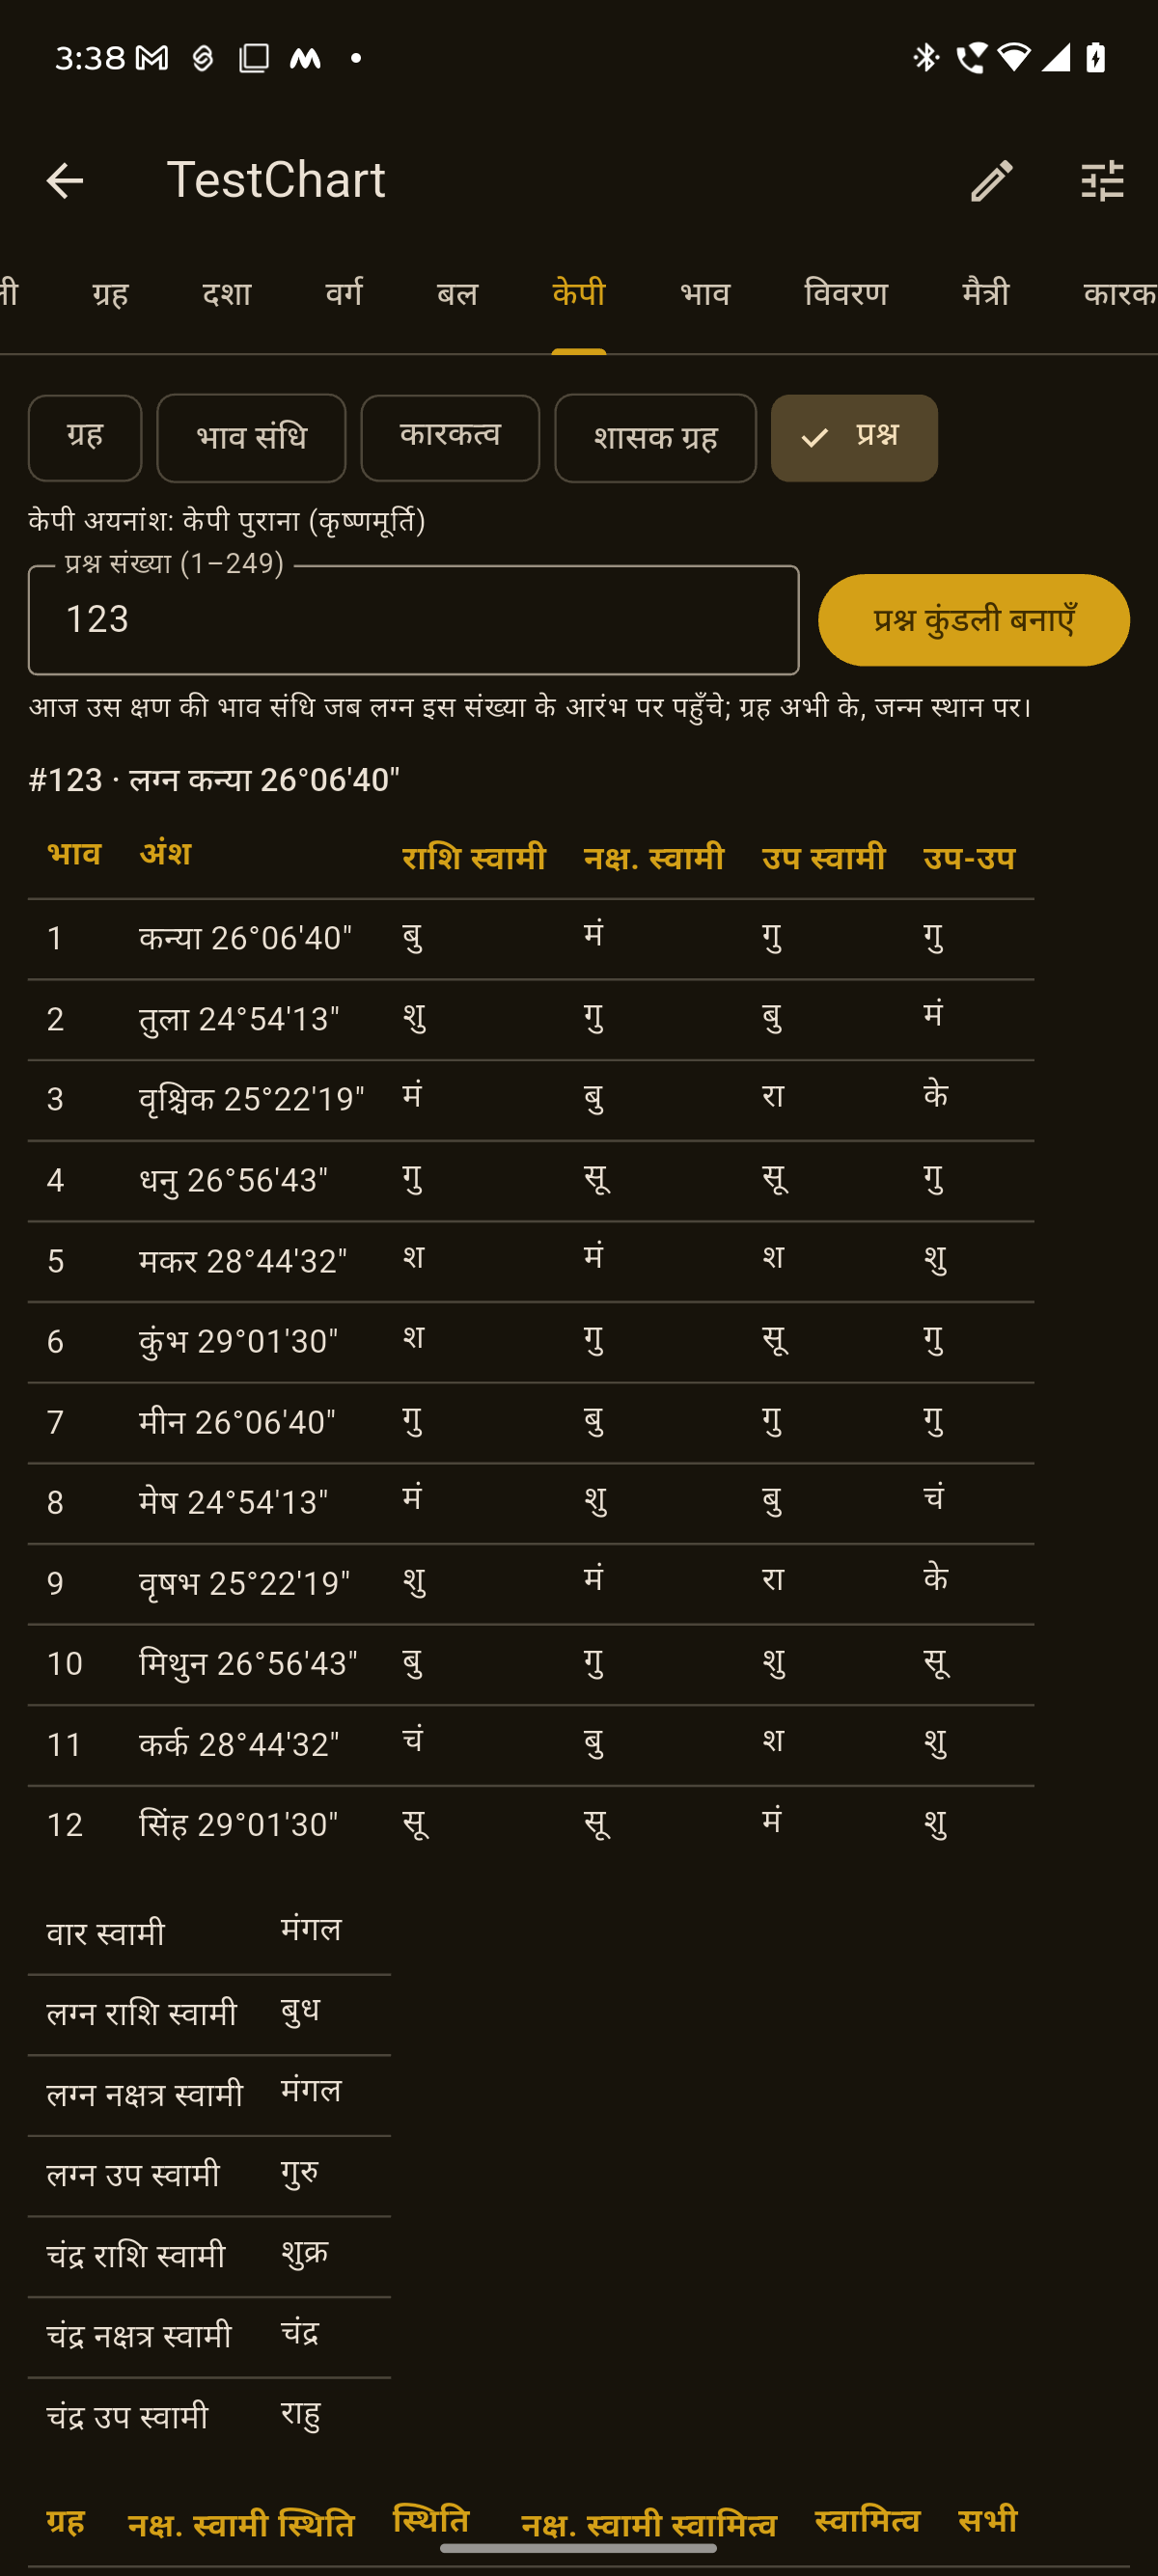 3:38
TestChart
ली ग्रह दशा वर्ग बल केपी भाव विवरण मैत्री कारक
ग्रह भाव संधि कारकत्व शासक ग्रह प्रश्न
केपी अयनांश: केपी पुराना (कृष्णमूर्ति)
प्रश्न संख्या (1–249)
123 प्रश्न कुंडली बनाएँ
आज उस क्षण की भाव संधि जब लग्न इस संख्या के आरंभ पर पहुँचे; ग्रह अभी के, जन्म स्थान पर।
#123 · लग्न कन्या 26°06'40"
भाव अंश राशि स्वामी नक्ष. स्वामी उप स्वामी उप-उप
1 कन्या 26°06'40" बु मं गु गु
2 तुला 24°54'13" शु गु बु मं
3 वृश्चिक 25°22'19" मं बु रा के
4 धनु 26°56'43" गु सू सू गु
5 मकर 28°44'32" श मं श शु
6 कुंभ 29°01'30" श गु सू गु
7 मीन 26°06'40" गु बु गु गु
8 मेष 24°54'13" मं शु बु चं
9 वृषभ 25°22'19" शु मं रा के
10 मिथुन 26°56'43" बु गु शु सू
11 कर्क 28°44'32" चं बु श शु
12 सिंह 29°01'30" सू सू मं शु
वार स्वामी मंगल
लग्न राशि स्वामी बुध
लग्न नक्षत्र स्वामी मंगल
लग्न उप स्वामी गुरु
चंद्र राशि स्वामी शुक्र
चंद्र नक्षत्र स्वामी चंद्र
चंद्र उप स्वामी राहु
ग्रह नक्ष. स्वामी स्थिति स्थिति नक्ष. स्वामी स्वामित्व स्वामित्व सभी